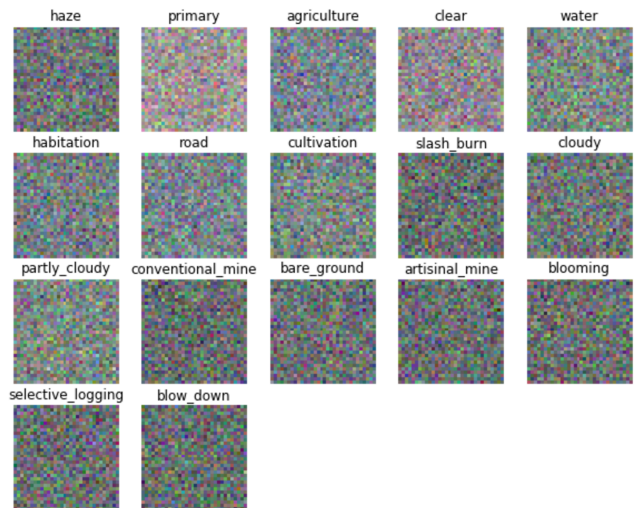 haze primary agriculture clear water
habitation road cultivation slash_burn cloudy
partly_cloudy conventional_mine bare_ground artisinal_mine blooming
selective_logging blow_down